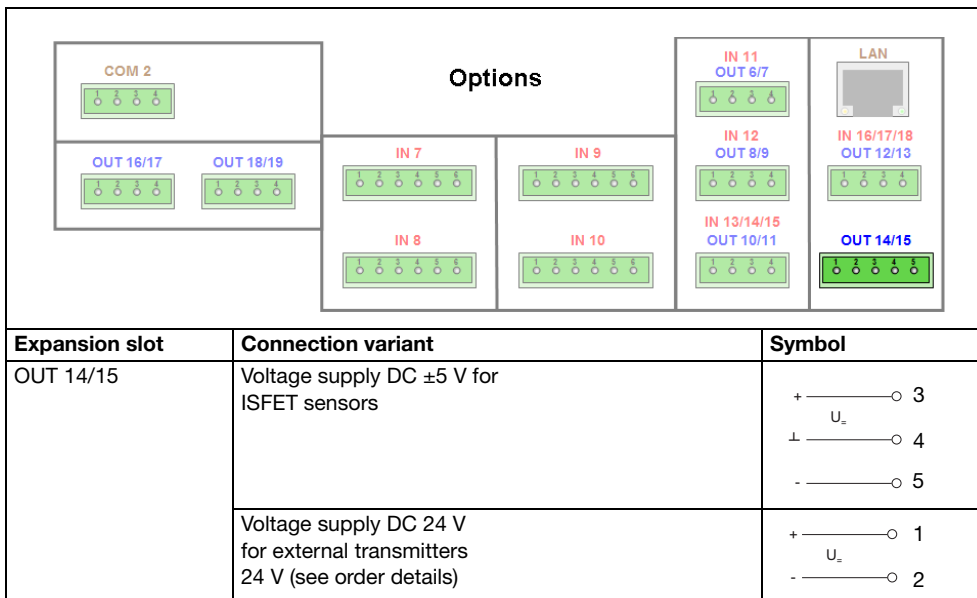 Options
COM 2
1 2 3 4
OUT 16/17 OUT 18/19
1 2 3 4 1 2 3 4
IN 7
1 2 3 4 5 6
IN 8
1 2 3 4 5 6
IN 9
1 2 3 4 5 6
IN 10
1 2 3 4 5 6
IN 11
OUT 6/7
1 2 3 4
IN 12
OUT 8/9
1 2 3 4
IN 13/14/15
OUT 10/11
1 2 3 4
LAN
IN 16/17/18
OUT 12/13
1 2 3 4
OUT 14/15
1 2 3 4 5
Expansion slot Connection variant Symbol
OUT 14/15 Voltage supply DC ±5 V for
ISFET sensors
+ 3
U=
⊥ 4
- 5
Voltage supply DC 24 V
for external transmitters
24 V (see order details)
+ 1
U=
- 2